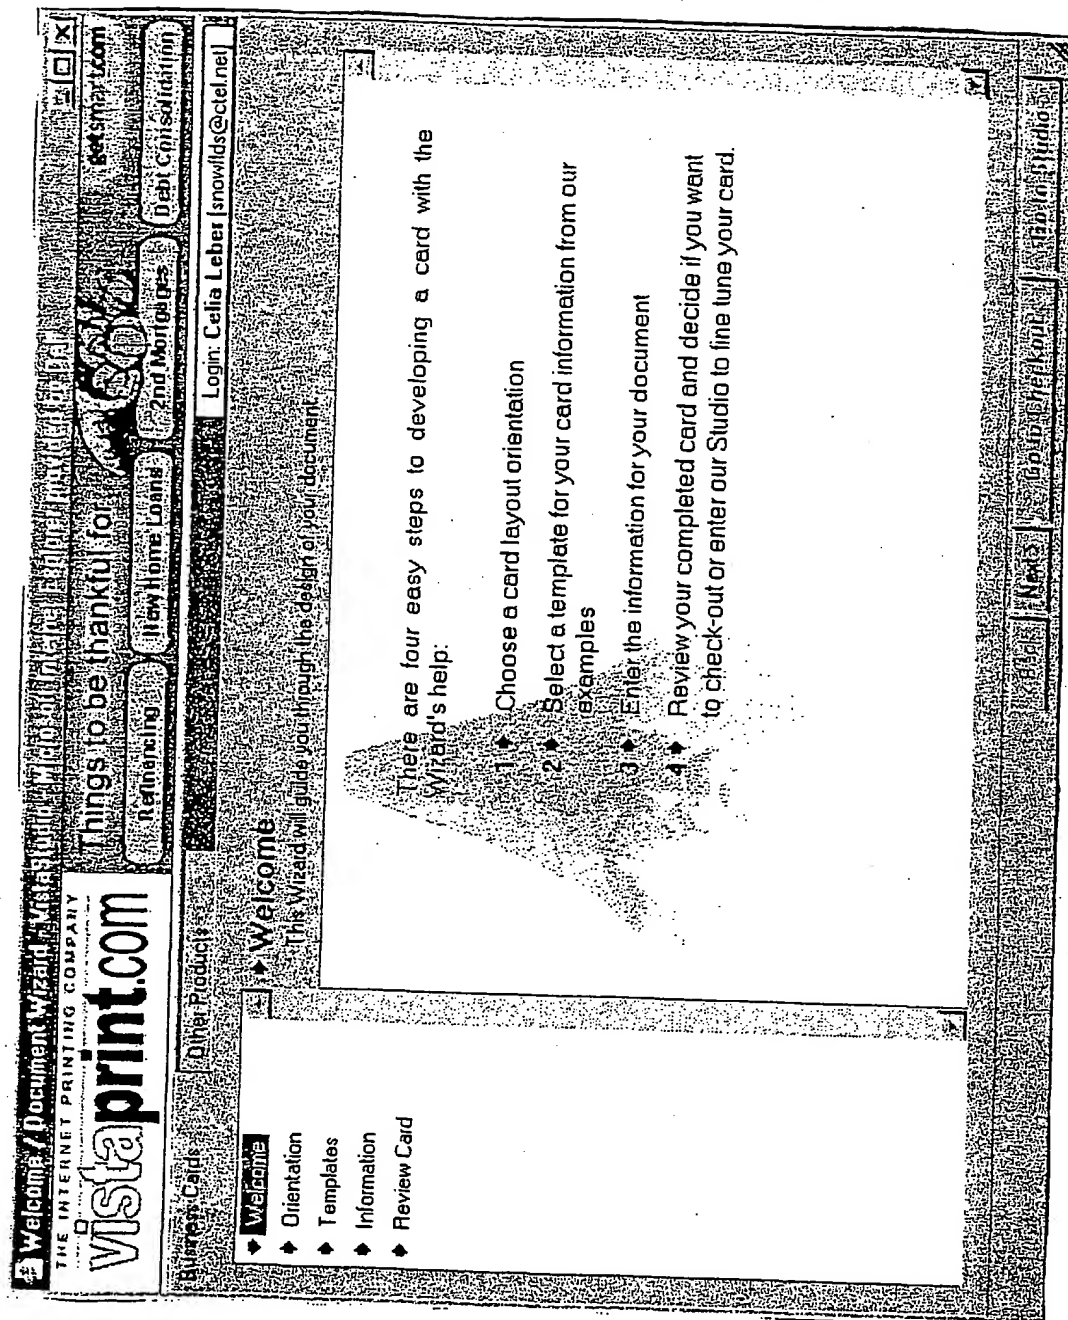 Welcome / Document Wizard
THE INTERNET PRINTING COMPANY
vistaprint.com
Things to be thankful for
getsmart.com
Refinancing
New Home Loans
2nd Mortgages
Debt Consolidation
Business Cards
Other Products
Login: Celia Leber [snowilds@ctel.net]
Welcome
Orientation
Templates
Information
Review Card
Welcome
This Wizard will guide you through the design of your document
There are four easy steps to developing a card with the
Wizard's help:
1 Choose a card layout orientation
2 Select a template for your card information from our
examples
3 Enter the information for your document
4 Review your completed card and decide if you want
to check-out or enter our Studio to fine tune your card.
Next >
Go to Checkout
Go to Studio